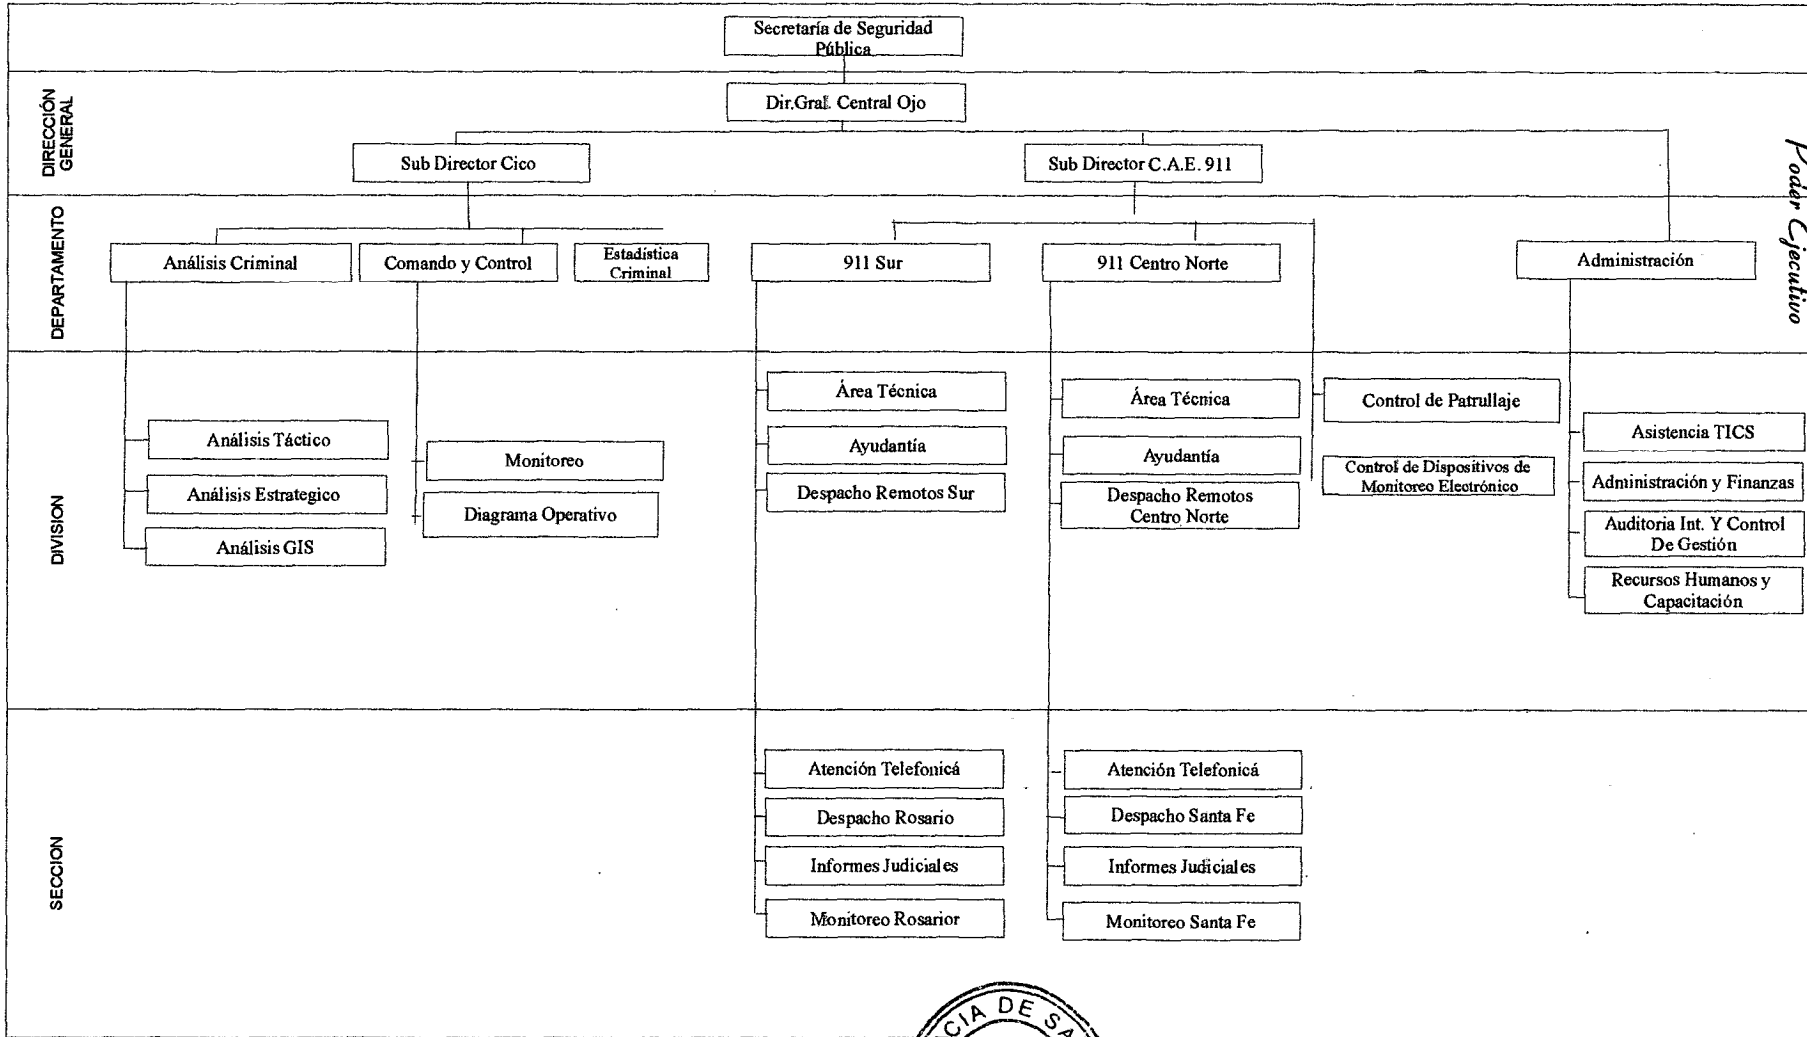 Secretaría de Seguridad
Pública
DIRECCIÓN
GENERAL
Dir.Gral. Central Ojo
Sub Director Cico
Sub Director C.A.E. 911
Poder Ejecutivo
DEPARTAMENTO
Análisis Criminal
Comando y Control
Estadística
Criminal
911 Sur
911 Centro Norte
Administración
DIVISION
Análisis Táctico
Análisis Estrategico
Análisis GIS
Monitoreo
Diagrama Operativo
Área Técnica
Ayudantía
Despacho Remotos Sur
Área Técnica
Ayudantía
Despacho Remotos
Centro Norte
Control de Patrullaje
Control de Dispositivos de
Monitoreo Electrónico
Asistencia TICS
Administración y Finanzas
Auditoria Int. Y Control
De Gestión
Recursos Humanos y
Capacitación
SECCION
Atención Telefonicá
Despacho Rosario
Informes Judiciales
Monitoreo Rosarior
Atención Telefonicá
Despacho Santa Fe
Informes Judiciales
Monitoreo Santa Fe
CIA DE SA